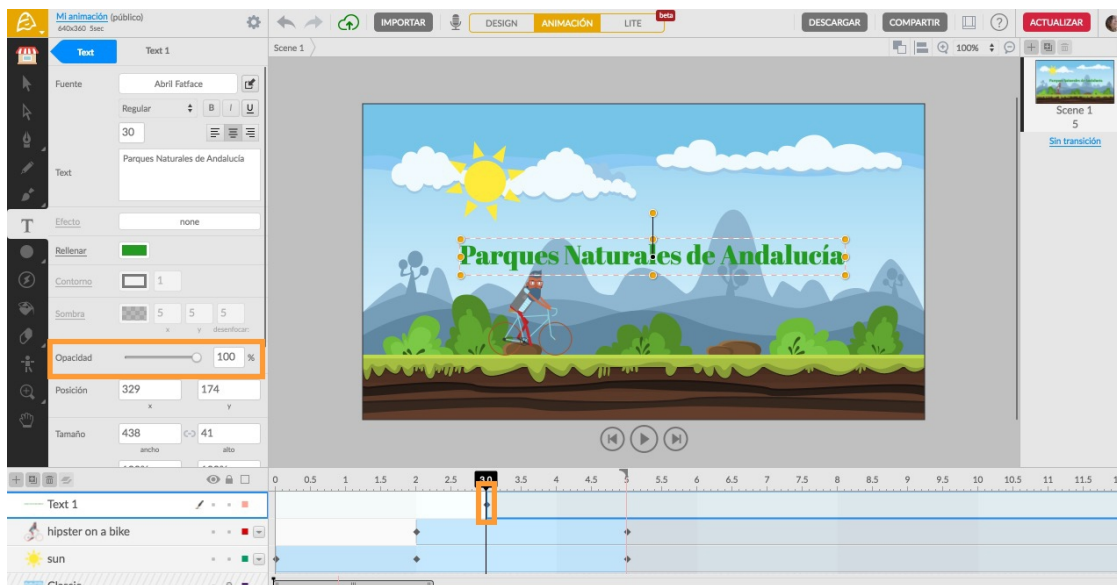 Mi animación (público)
640x360 5sec
IMPORTAR
DESIGN ANIMACIÓN LITE beta
DESCARGAR COMPARTIR ? ACTUALIZAR
Text Text 1
Scene 1
100%
Fuente Abril Fatface
Regular B I U
30
Text Parques Naturales de Andalucía
T
Efecto none
Rellenar
Contorno 1
Sombra 5 5 5
x y desenfocar:
Opacidad 100 %
Posición 329 174
x y
Tamaño 438 41
ancho alto
Parques Naturales de Andalucía
Scene 1
5
Sin transición
0 0.5 1 1.5 2 2.5 3.0 3.5 4 4.5 5 5.5 6 6.5 7 7.5 8 8.5 9 9.5 10 10.5 11 11.5 1
Text 1
hipster on a bike
sun